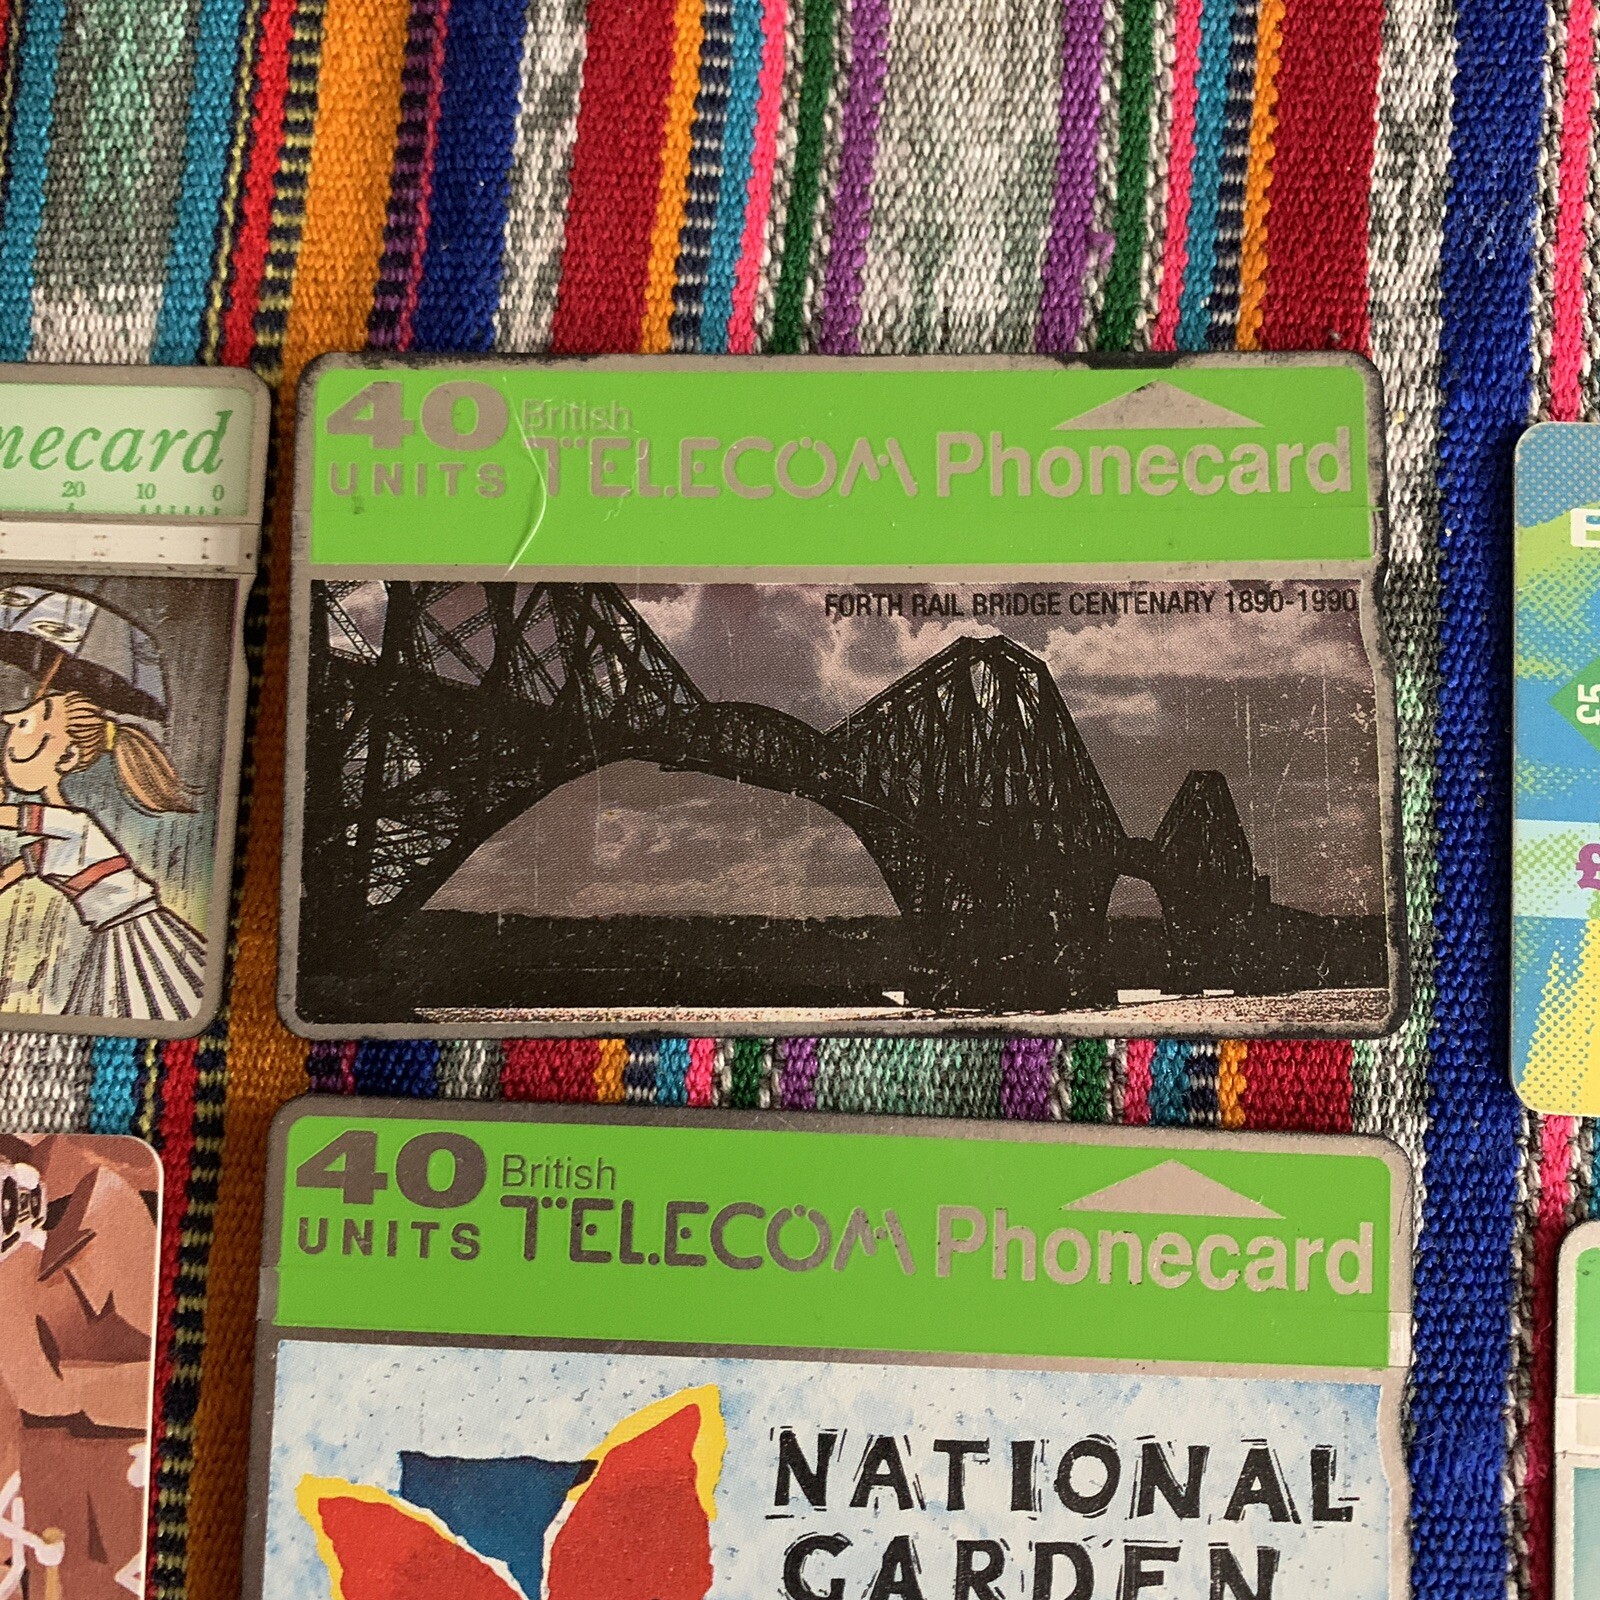 necard
20 10 0
40 UNITS British TELECOM Phonecard
FORTH RAIL BRIDGE CENTENARY 1890-1990
£5
£
40 UNITS British TELECOM Phonecard
NATIONAL
GARDEN